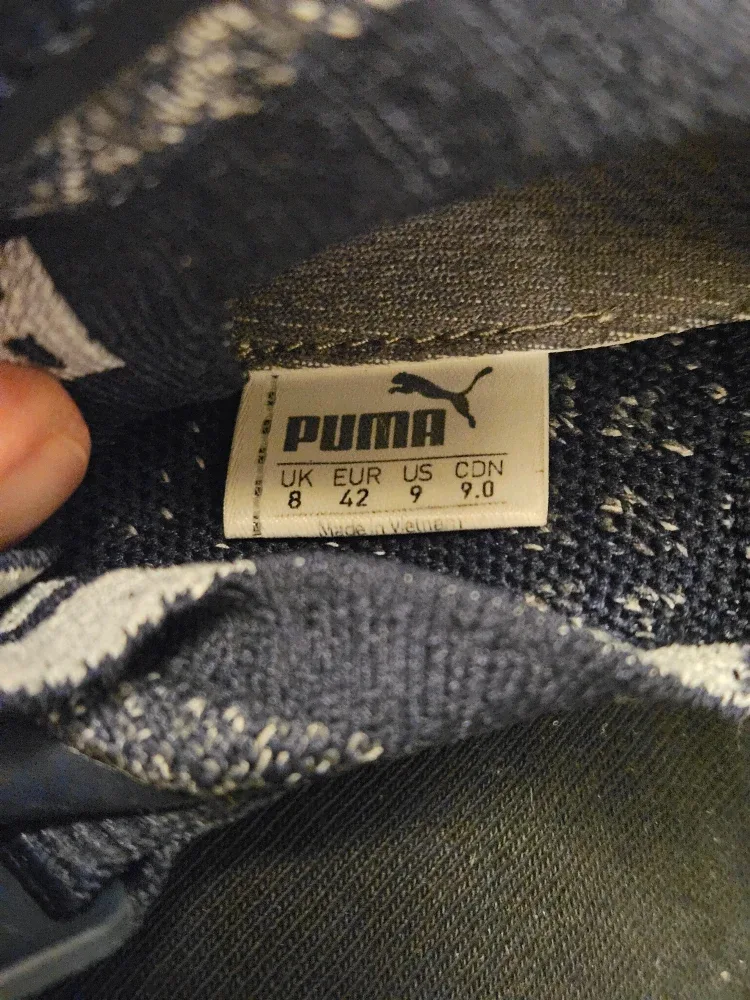 PUMA
UK EUR US CDN
8 42 9 9.0
Made in Vietnam